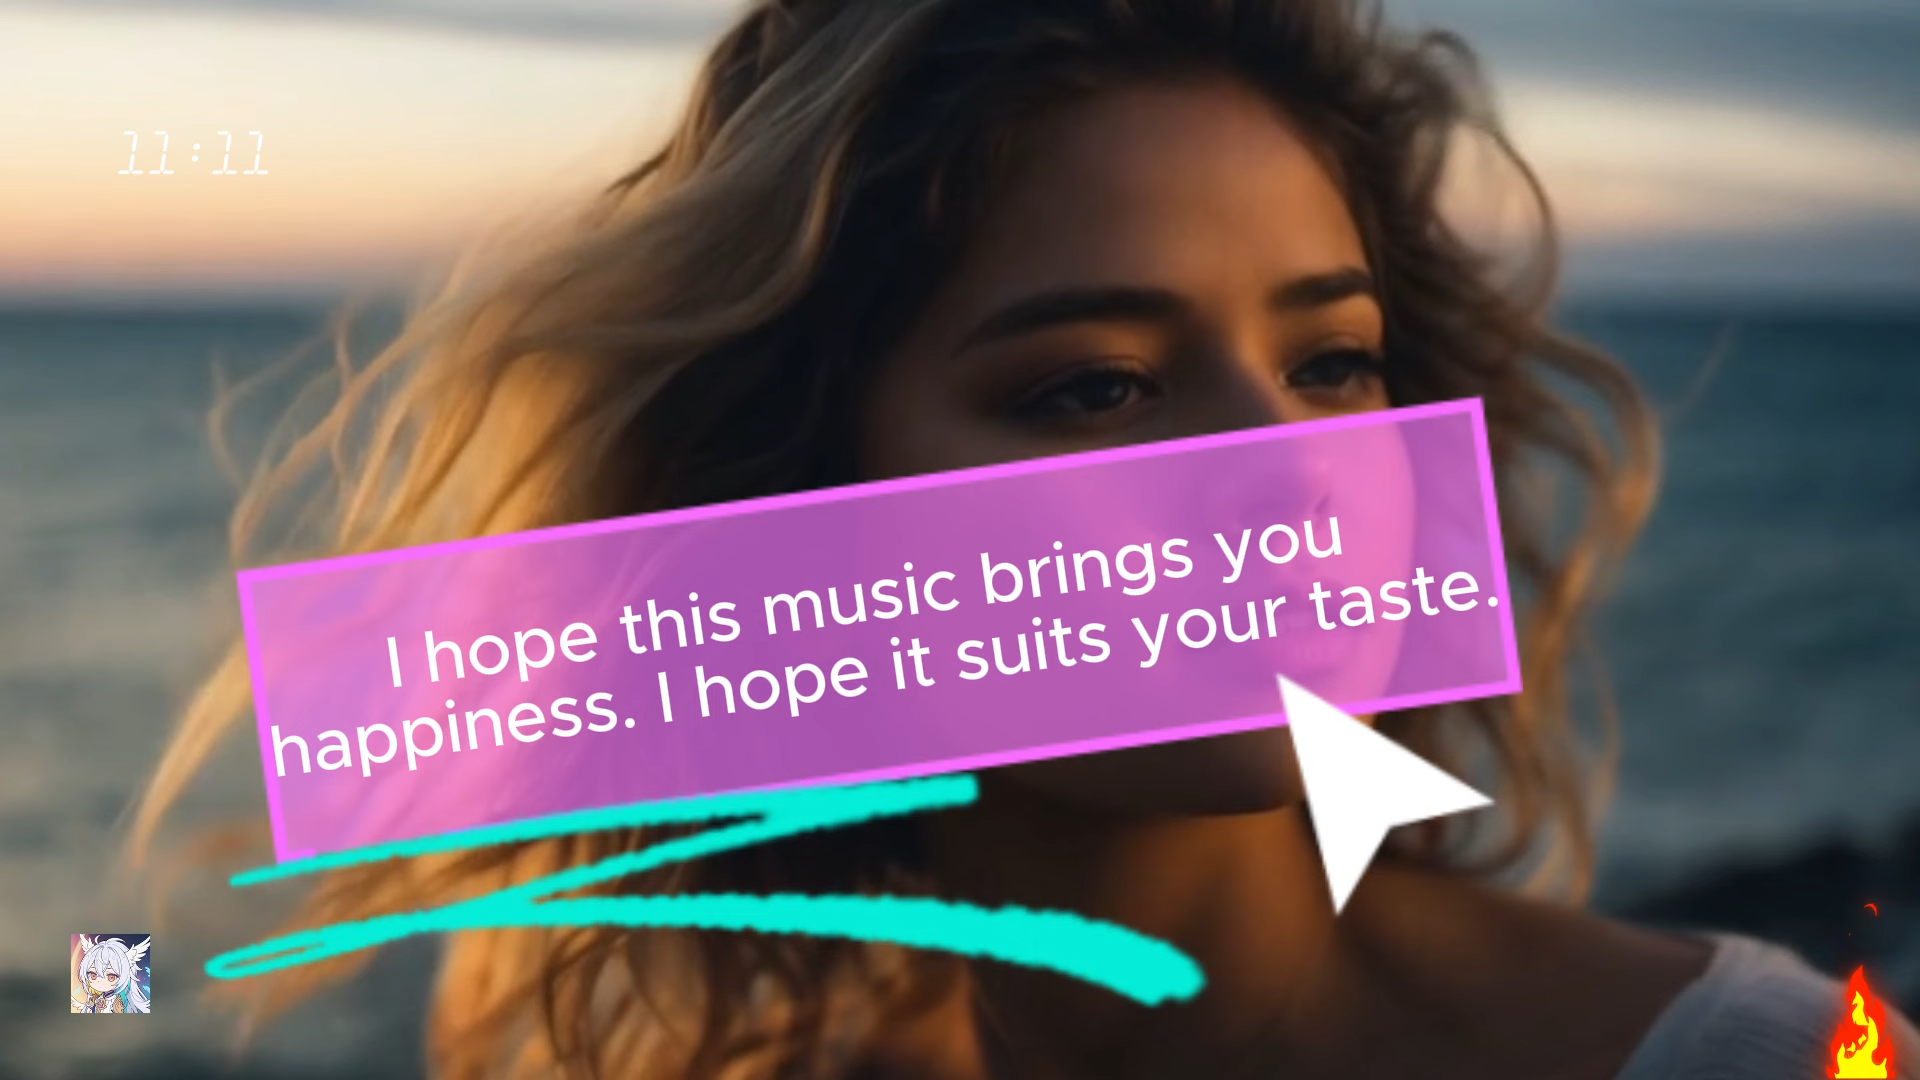 11:11
I hope this music brings you
happiness. I hope it suits your taste.